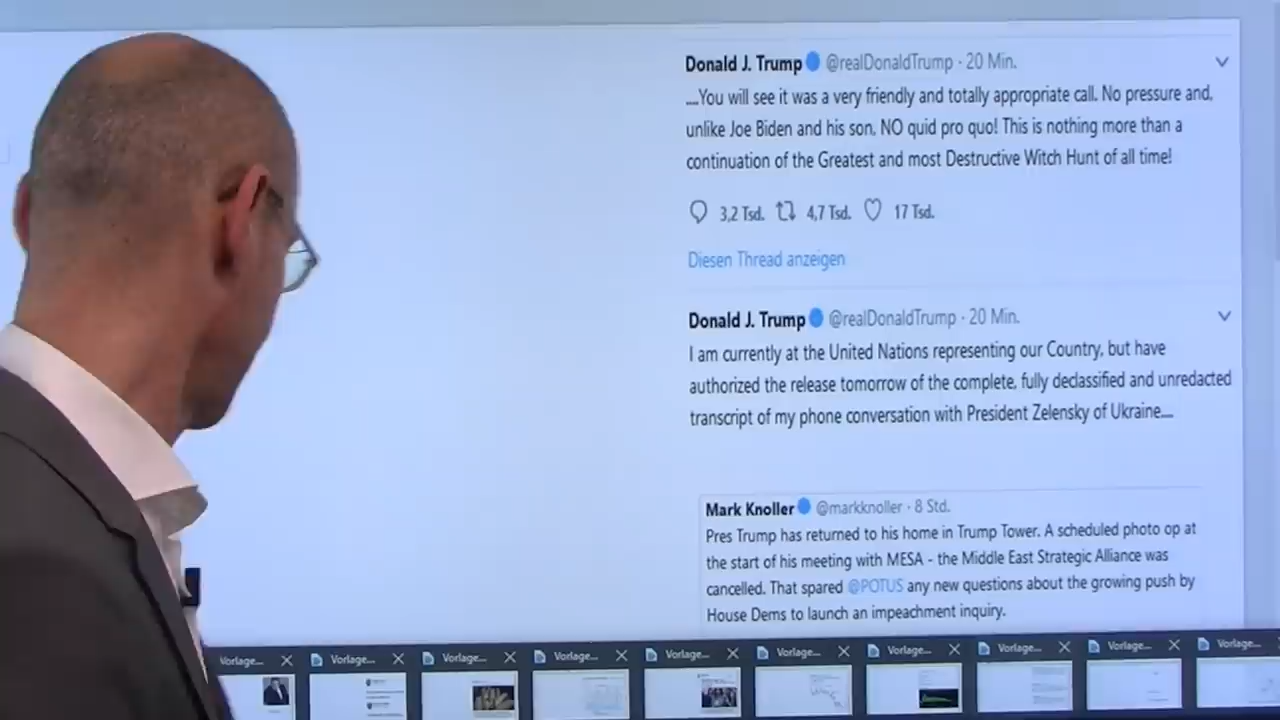 Donald J. Trump @realDonaldTrump · 20 Min.
....You will see it was a very friendly and totally appropriate call. No pressure and,
unlike Joe Biden and his son, NO quid pro quo! This is nothing more than a
continuation of the Greatest and most Destructive Witch Hunt of all time!
3,2 Tsd. 4,7 Tsd. 17 Tsd.
Diesen Thread anzeigen
Donald J. Trump @realDonaldTrump · 20 Min.
I am currently at the United Nations representing our Country, but have
authorized the release tomorrow of the complete, fully declassified and unredacted
transcript of my phone conversation with President Zelensky of Ukraine....
Mark Knoller @markknoller · 8 Std.
Pres Trump has returned to his home in Trump Tower. A scheduled photo op at
the start of his meeting with MESA - the Middle East Strategic Alliance was
cancelled. That spared @POTUS any new questions about the growing push by
House Dems to launch an impeachment inquiry.
Vorlage... Vorlage... Vorlage... Vorlage... Vorlage... Vorlage... Vorlage... Vorlage... Vorlage... Vorlage...